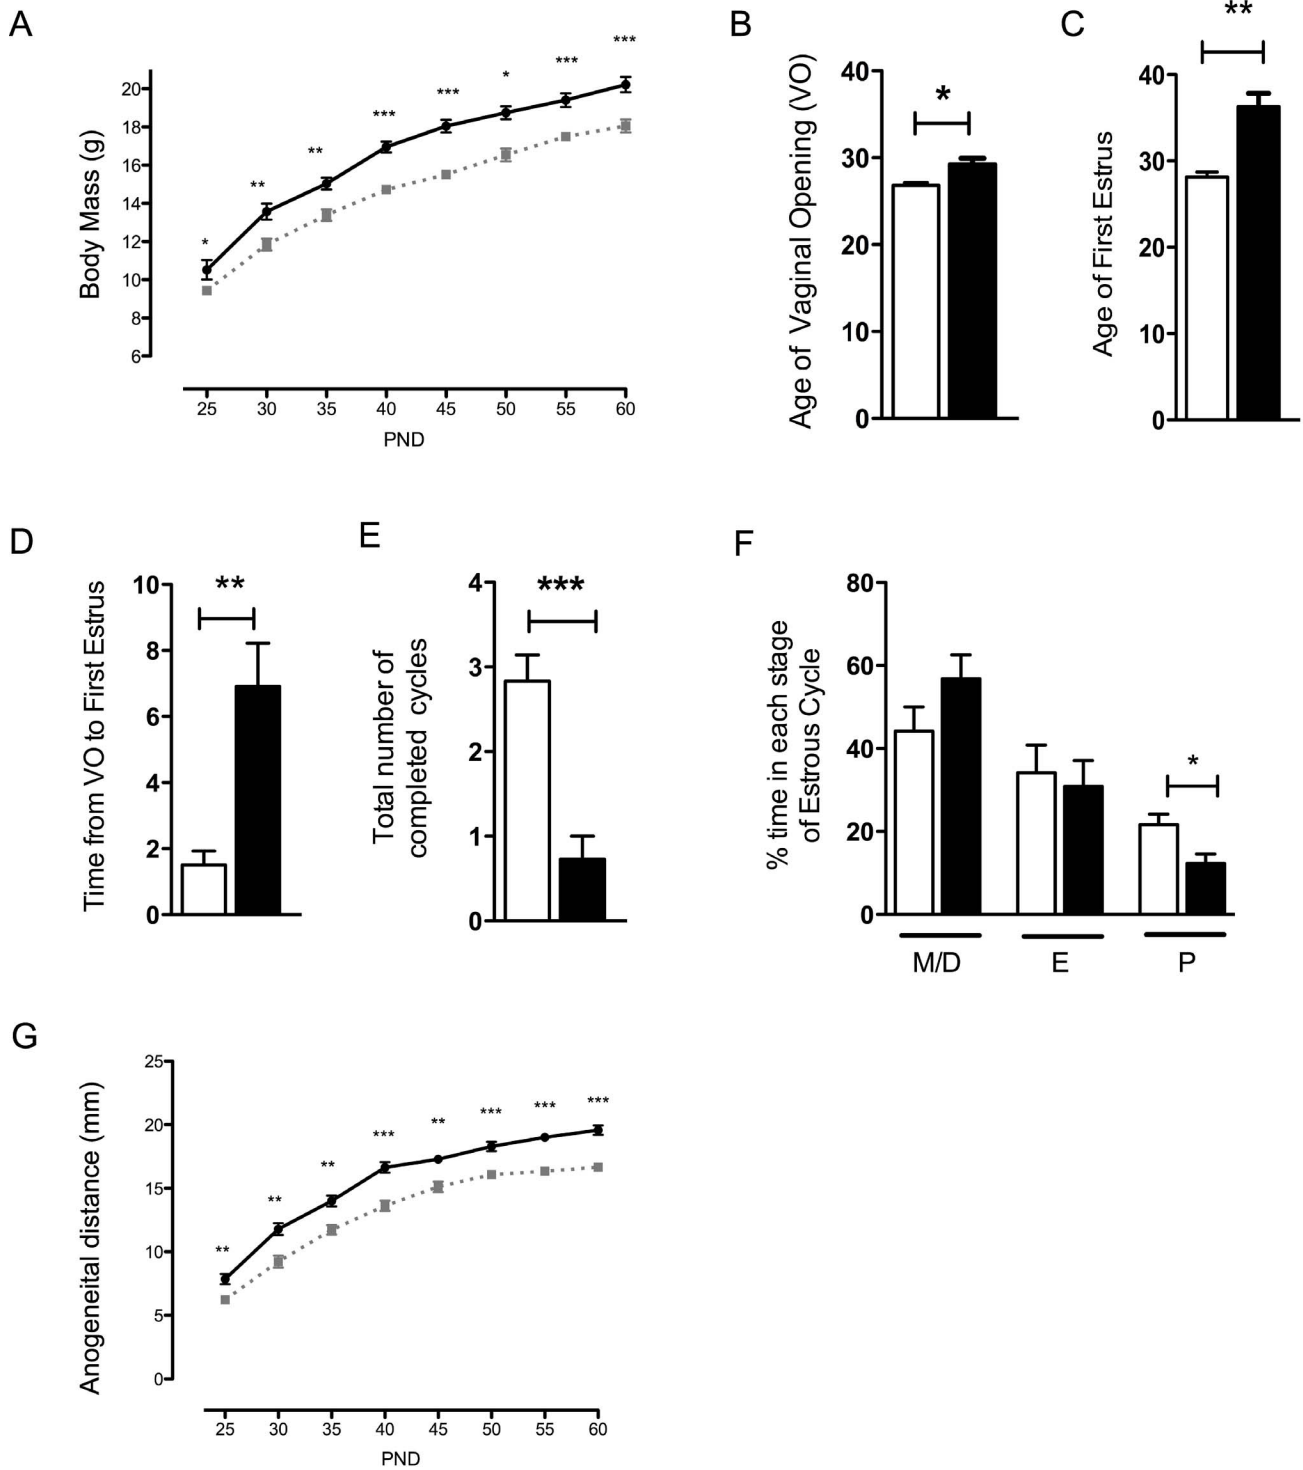 A
Body Mass (g)
20
18
16
14
12
10
8
6
*
**
**
***
***
*
***
***
25 30 35 40 45 50 55 60
PND
B
Age of Vaginal Opening (VO)
40
30
20
10
0
*
C
Age of First Estrus
40
30
20
10
0
**
D
Time from VO to First Estrus
10
8
6
4
2
0
**
E
Total number of
completed cycles
4
3
2
1
0
***
F
% time in each stage
of Estrous Cycle
80
60
40
20
0
*
M/D E P
G
Anogeneital distance (mm)
25
20
15
10
5
0
**
**
**
***
**
***
***
***
25 30 35 40 45 50 55 60
PND